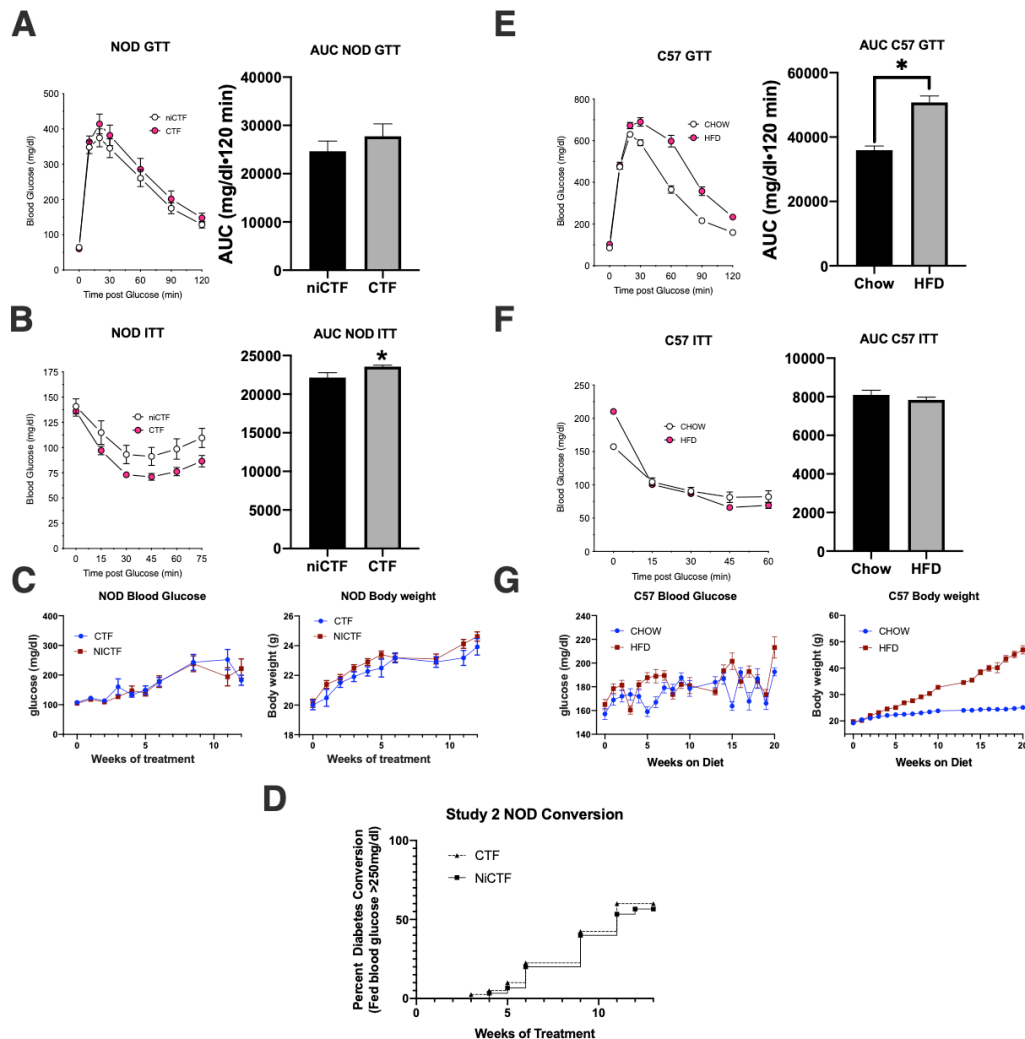 A
NOD GTT
Blood Glucose (mg/dl)
500
400
300
200
100
0
niCTF
CTF
0 30 60 90 120
Time post Glucose (min)
AUC NOD GTT
AUC (mg/dl•120 min)
40000
30000
20000
10000
0
niCTF CTF
E
C57 GTT
Blood Glucose (mg/dl)
800
600
400
200
0
CHOW
HFD
0 30 60 90 120
Time post Glucose (min)
AUC C57 GTT
AUC (mg/dl•120 min)
60000
40000
20000
0
*
Chow HFD
B
NOD ITT
Blood Glucose (mg/dl)
175
150
125
100
75
50
25
0
niCTF
CTF
0 15 30 45 60 75
Time post Glucose (min)
AUC NOD ITT
25000
20000
15000
10000
5000
0
*
niCTF CTF
F
C57 ITT
Blood Glucose (mg/dl)
250
200
150
100
50
0
CHOW
HFD
0 15 30 45 60
Time post Glucose (min)
AUC C57 ITT
10000
8000
6000
4000
2000
0
Chow HFD
C
NOD Blood Glucose
glucose (mg/dl)
400
300
200
100
0
CTF
NICTF
0 5 10
Weeks of treatment
NOD Body weight
Body weight (g)
26
24
22
20
18
CTF
NICTF
0 5 10
Weeks of treatment
G
C57 Blood Glucose
glucose (mg/dl)
240
220
200
180
160
140
CHOW
HFD
0 5 10 15 20
Weeks on Diet
C57 Body weight
Body weight (g)
60
50
40
30
20
CHOW
HFD
0 5 10 15 20
Weeks on Diet
D
Study 2 NOD Conversion
Percent Diabetes Conversion
(Fed blood glucose >250mg/dl)
100
50
0
CTF
NiCTF
0 5 10
Weeks of Treatment